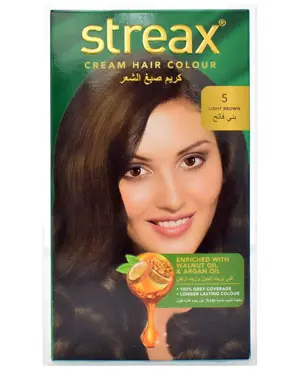 streax®
CREAM HAIR COLOUR
كريم صبغ الشعر
5
LIGHT BROWN
بني فاتح
ENRICHED WITH
WALNUT OIL
& ARGAN OIL
• 100% GREY COVERAGE
• LONGER LASTING COLOUR